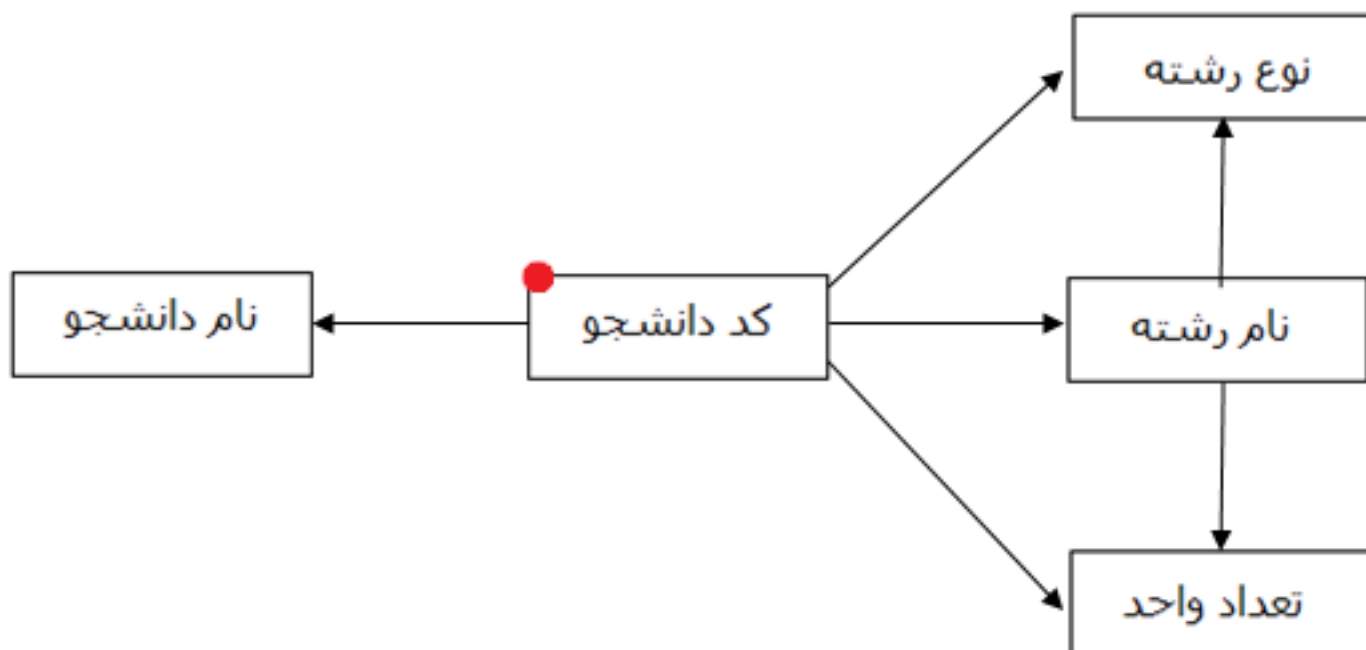 نوع رشته
نام دانشجو
کد دانشجو
نام رشته
تعداد واحد